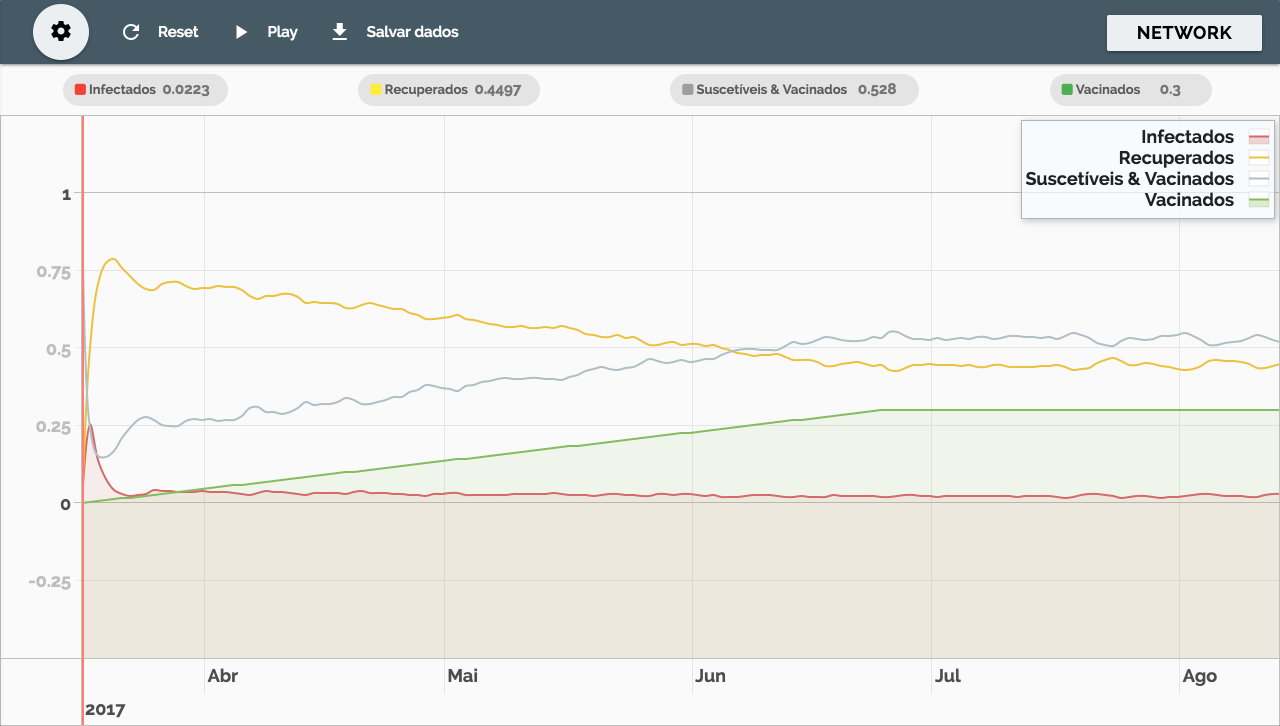 Reset Play Salvar dados NETWORK
Infectados 0.0223 Recuperados 0.4497 Suscetíveis & Vacinados 0.528 Vacinados 0.3
Infectados
Recuperados
Suscetíveis & Vacinados
Vacinados
1
0.75
0.5
0.25
0
-0.25
Abr Mai Jun Jul Ago
2017